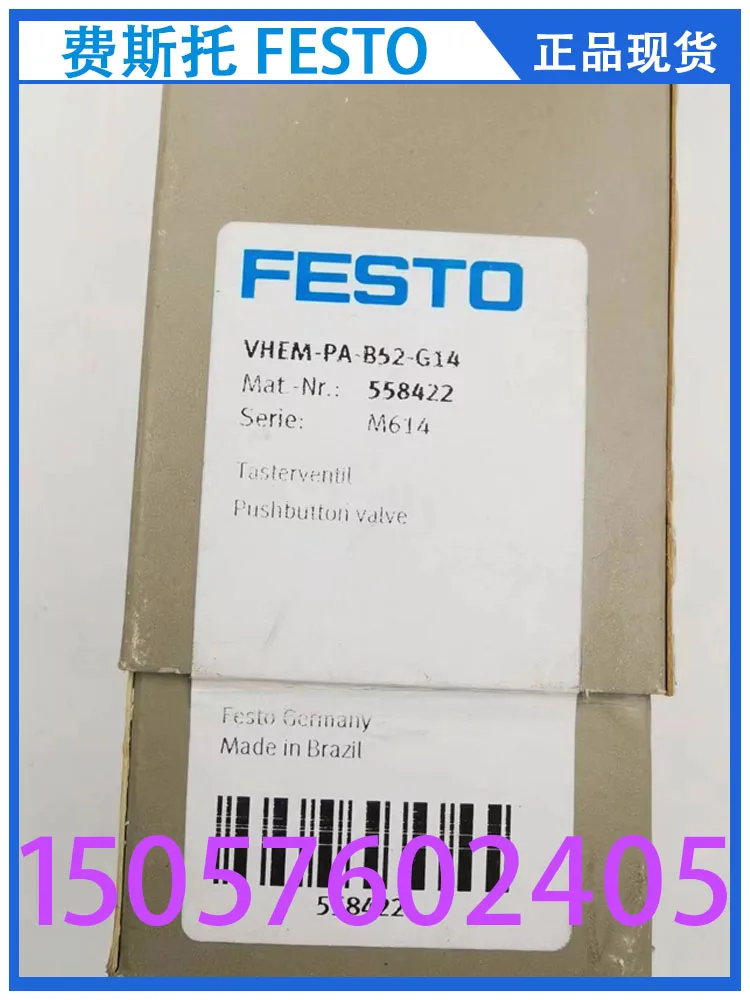 费斯托 FESTO
正品现货
FESTO
VHEM-PA-B52-G14
Mat.-Nr.: 558422
Serie: M614
Tasterventil
Pushbutton valve
Festo Germany
Made in Brazil
15057602405
558422